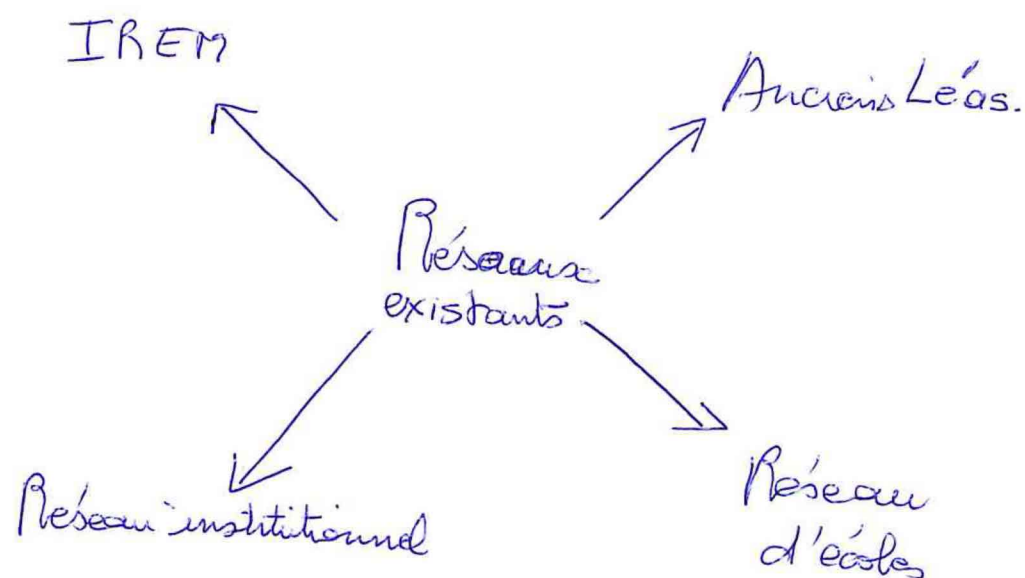 IREM
Anciens Léas.
Réseaux
existants
Réseau institutionnel
Réseau
d'écoles